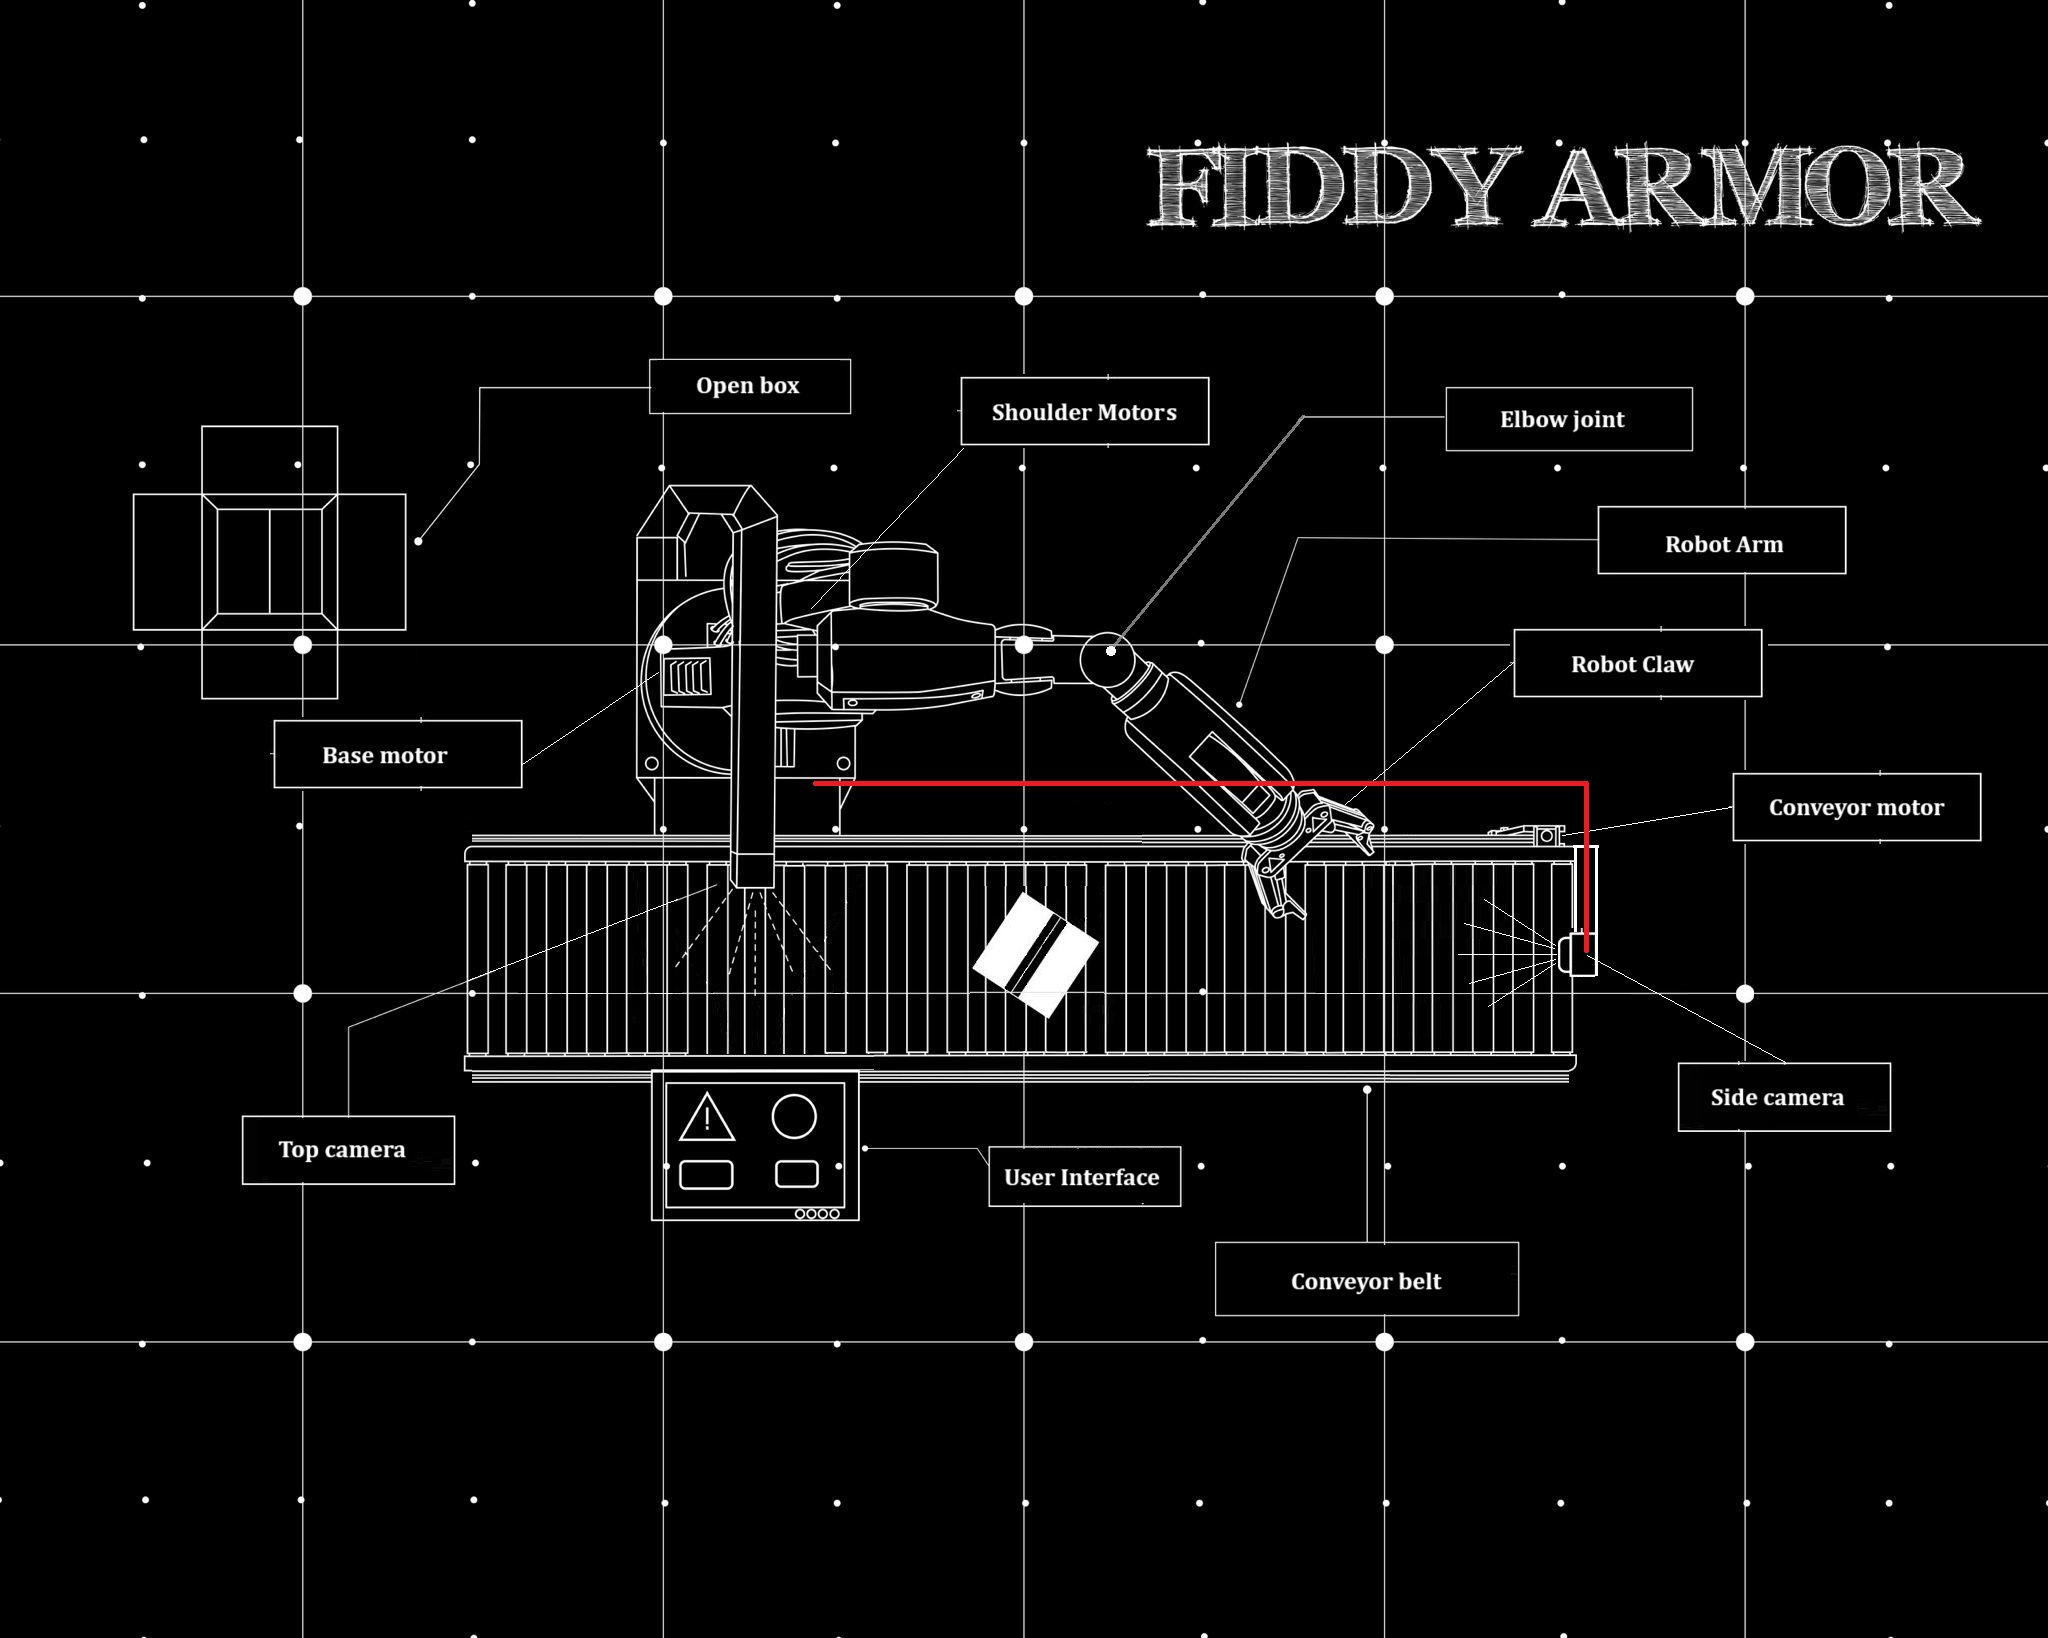 FIDDY ARMOR
Open box
Shoulder Motors
Elbow joint
Robot Arm
Robot Claw
Base motor
Conveyor motor
Side camera
Top camera
!
User Interface
Conveyor belt